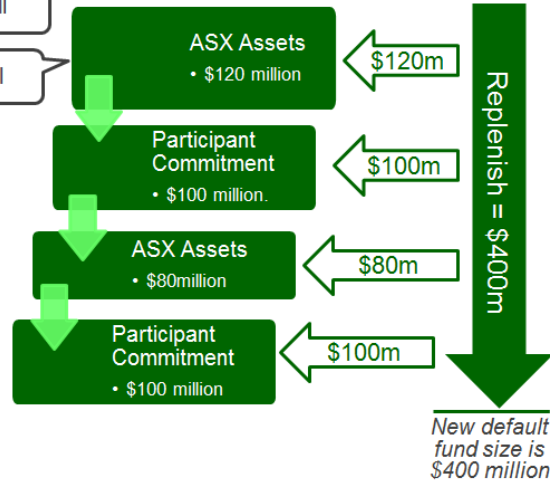 ASX Assets
• $120 million
$120m
Participant
Commitment
• $100 million.
$100m
ASX Assets
• $80million
$80m
Participant
Commitment
• $100 million
$100m
Replenish = $400m
New default
fund size is
$400 million